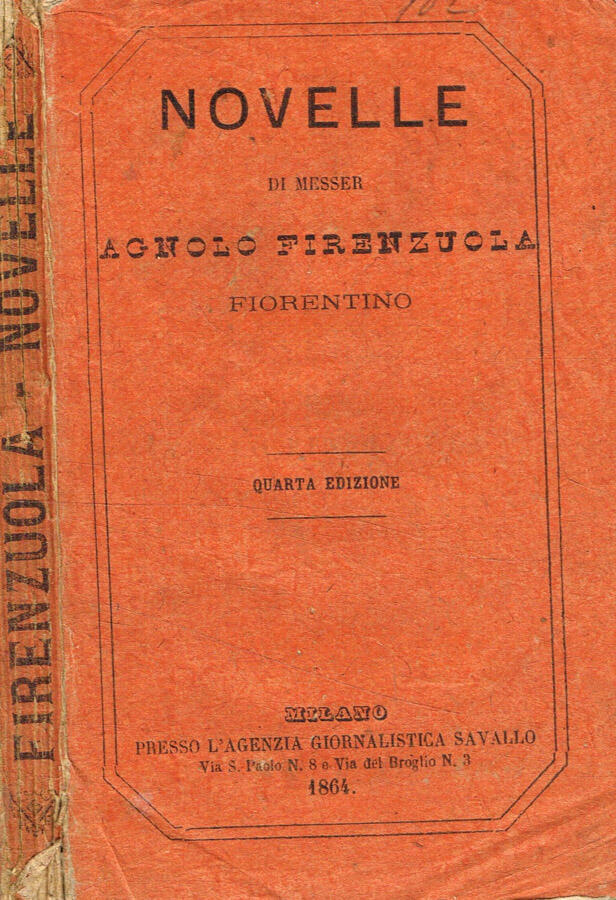 NOVELLE
DI MESSER
AGNOLO FIRENZUOLA
FIORENTINO
QUARTA EDIZIONE
MILANO
PRESSO L'AGENZIA GIORNALISTICA SAVALLO
Via S. Paolo N. 8 e Via del Broglio N. 3
1864.
FIRENZUOLA - NOVELLE